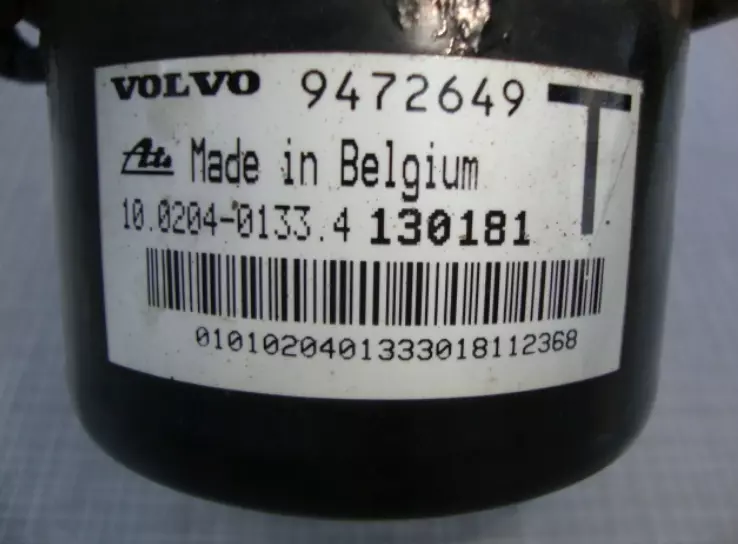 VOLVO 9472649 T
Ate Made in Belgium
10.0204-0133.4 130181
0101020401333018112368